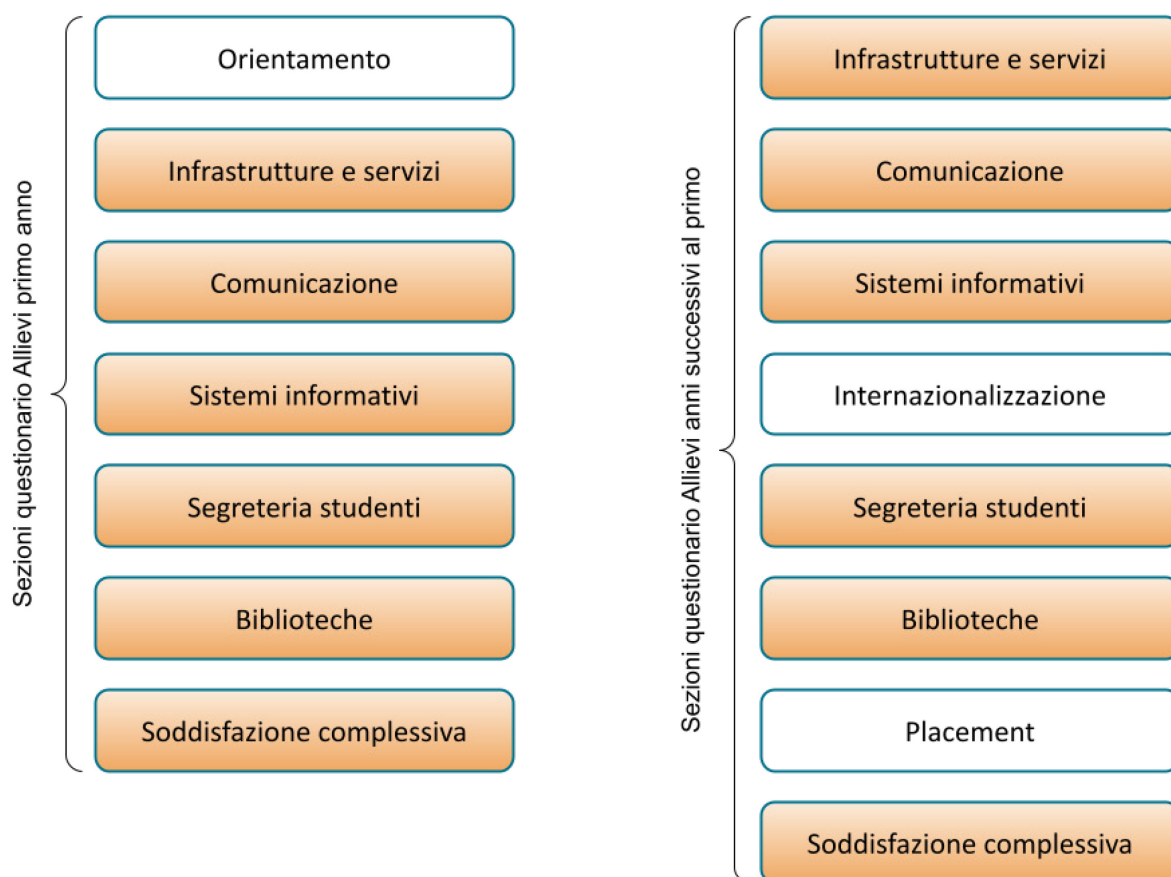 Sezioni questionario Allievi primo anno
Orientamento
Infrastrutture e servizi
Comunicazione
Sistemi informativi
Segreteria studenti
Biblioteche
Soddisfazione complessiva
Sezioni questionario Allievi anni successivi al primo
Infrastrutture e servizi
Comunicazione
Sistemi informativi
Internazionalizzazione
Segreteria studenti
Biblioteche
Placement
Soddisfazione complessiva